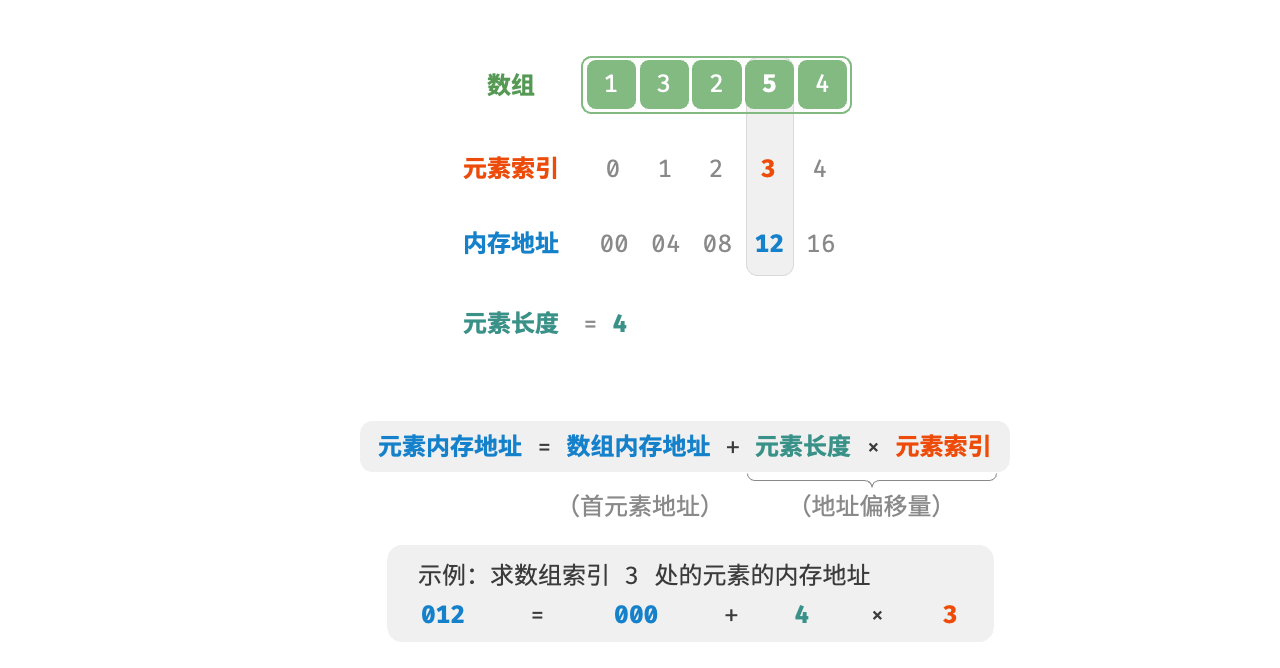 数组 1 3 2 5 4
元素索引 0 1 2 3 4
内存地址 00 04 08 12 16
元素长度 = 4
元素内存地址 = 数组内存地址 + 元素长度 × 元素索引
（首元素地址） （地址偏移量）
示例：求数组索引 3 处的元素的内存地址
012 = 000 + 4 × 3